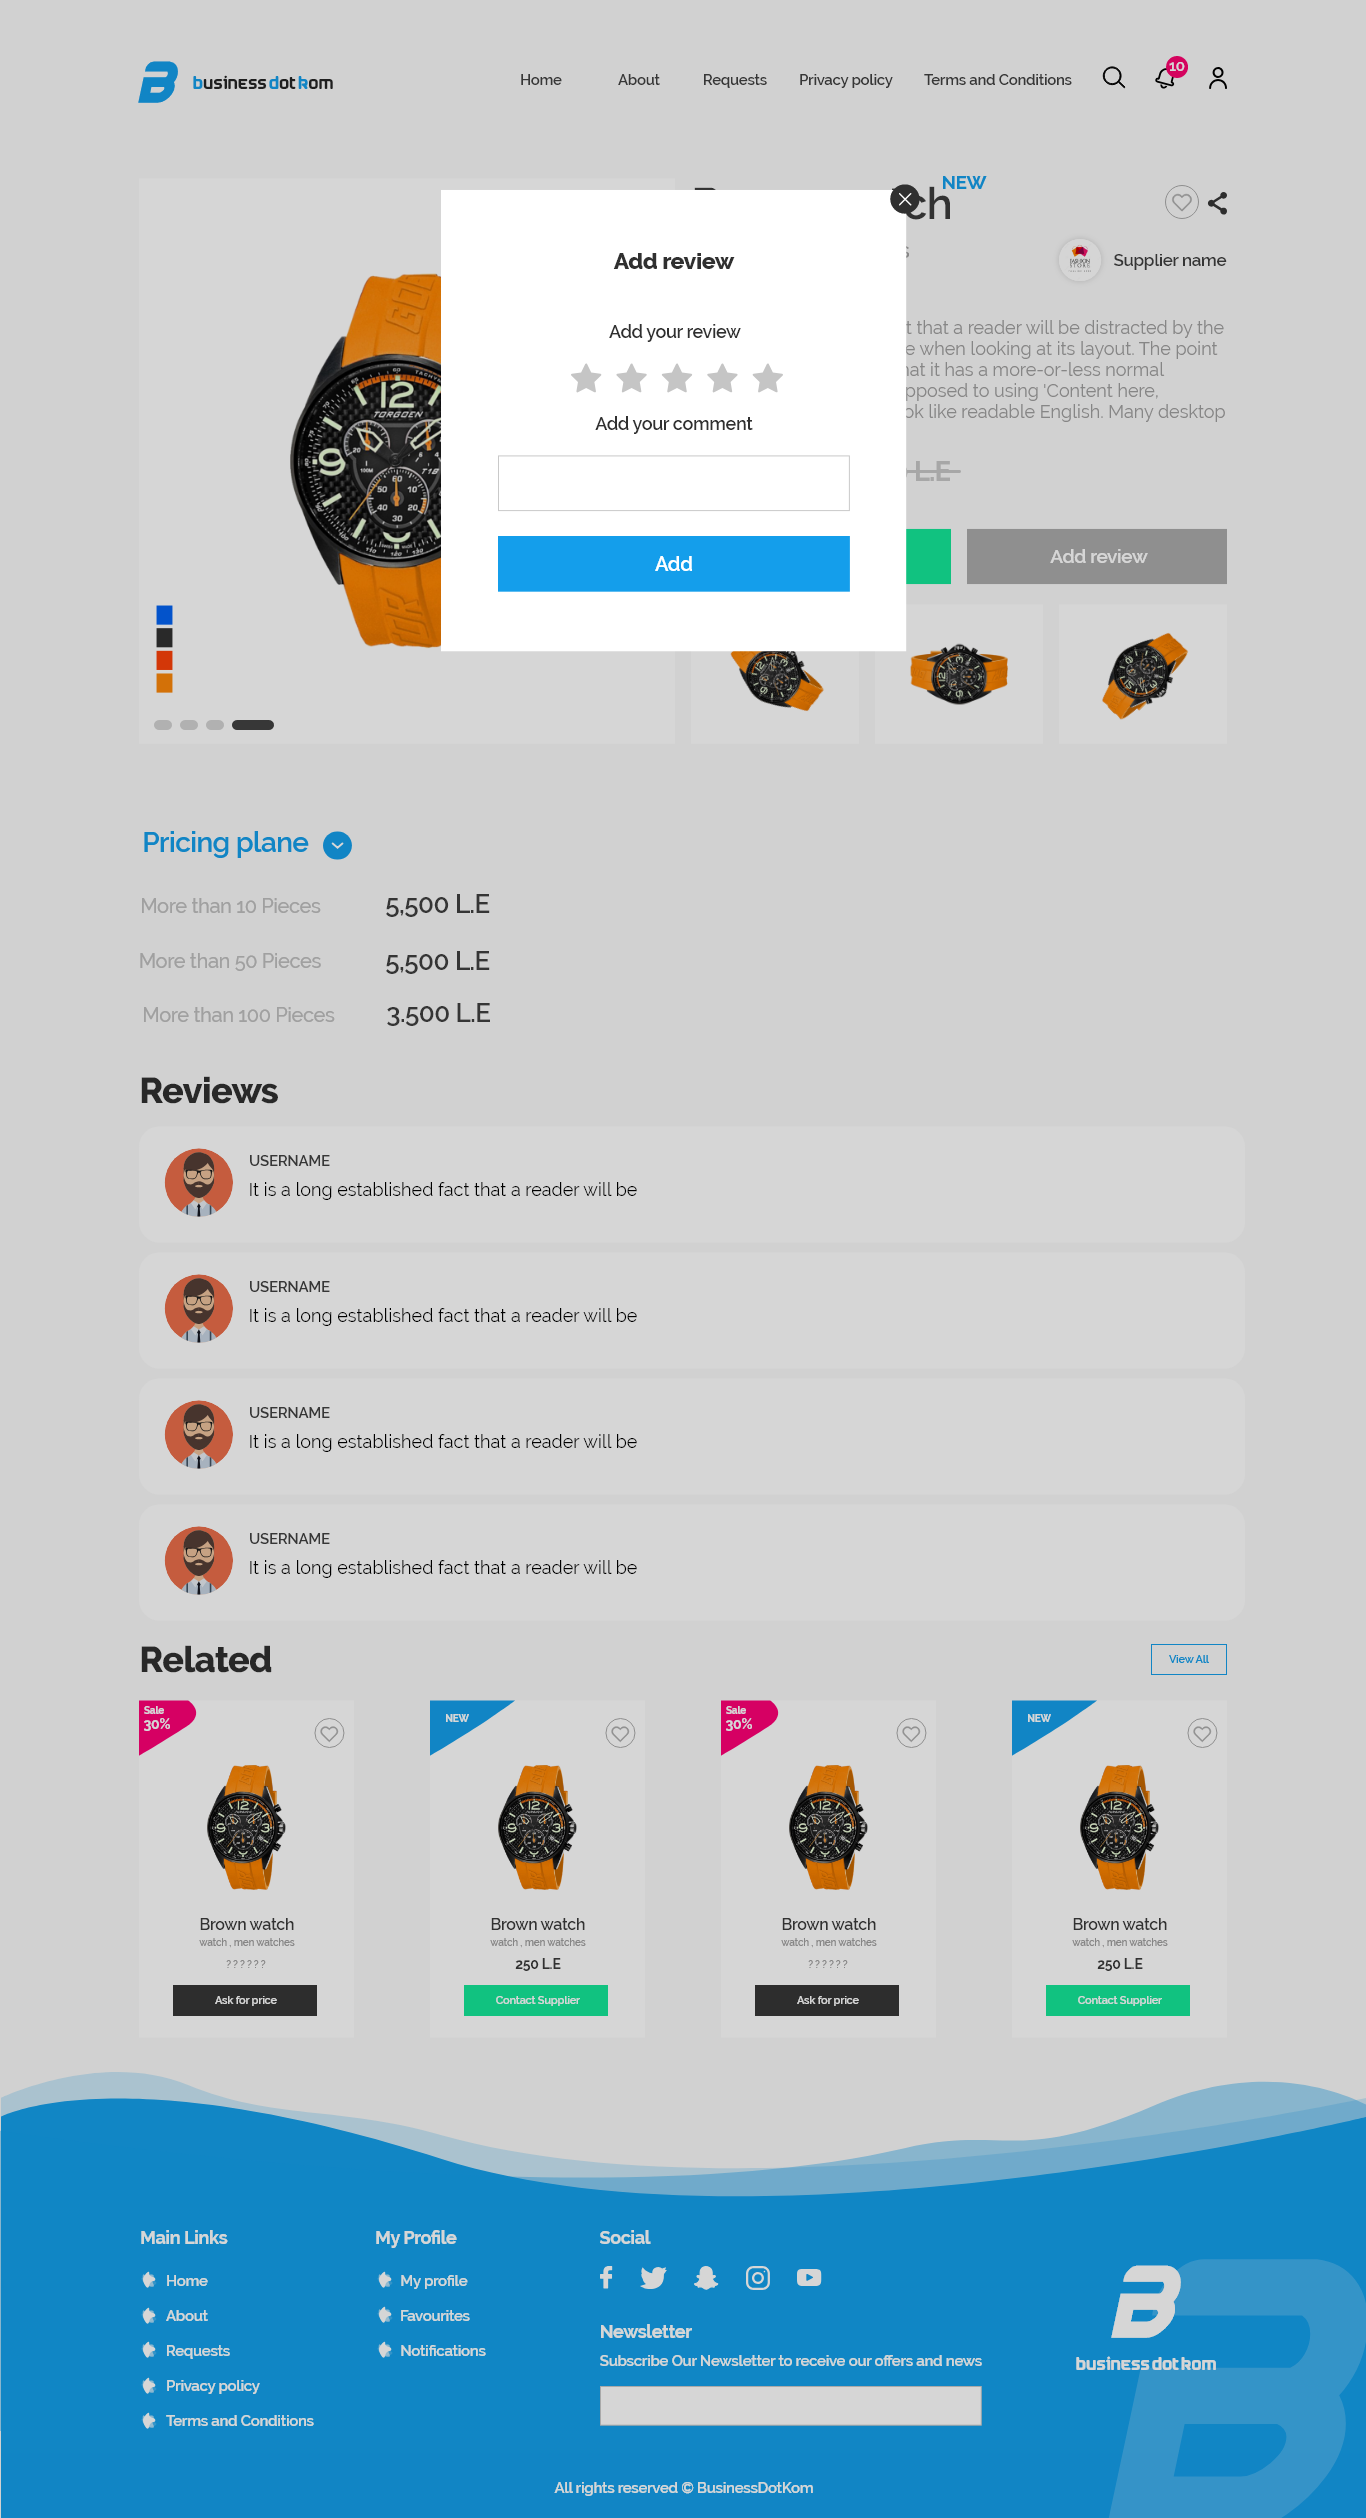 business dot kom
Home
About
Requests
Privacy policy
Terms and Conditions
10
NEW
Supplier name
Add review
Add your review
Add your comment
Add
that a reader will be distracted by the
when looking at its layout. The point
it has a more-or-less normal
to using 'Content here,
like readable English. Many desktop
L.E
Add review
12
TORGOEN
Pricing plane
More than 10 Pieces
5,500 L.E
More than 50 Pieces
5,500 L.E
More than 100 Pieces
3.500 L.E
Reviews
USERNAME
It is a long established fact that a reader will be
USERNAME
It is a long established fact that a reader will be
USERNAME
It is a long established fact that a reader will be
USERNAME
It is a long established fact that a reader will be
Related
View All
Sale
30%
NEW
Sale
30%
NEW
Brown watch
watch , men watches
??????
Ask for price
Brown watch
watch , men watches
250 L.E
Contact Supplier
Brown watch
watch , men watches
??????
Ask for price
Brown watch
watch , men watches
250 L.E
Contact Supplier
Main Links
Home
About
Requests
Privacy policy
Terms and Conditions
My Profile
My profile
Favourites
Notifications
Social
Newsletter
Subscribe Our Newsletter to receive our offers and news
business dot kom
All rights reserved © BusinessDotKom